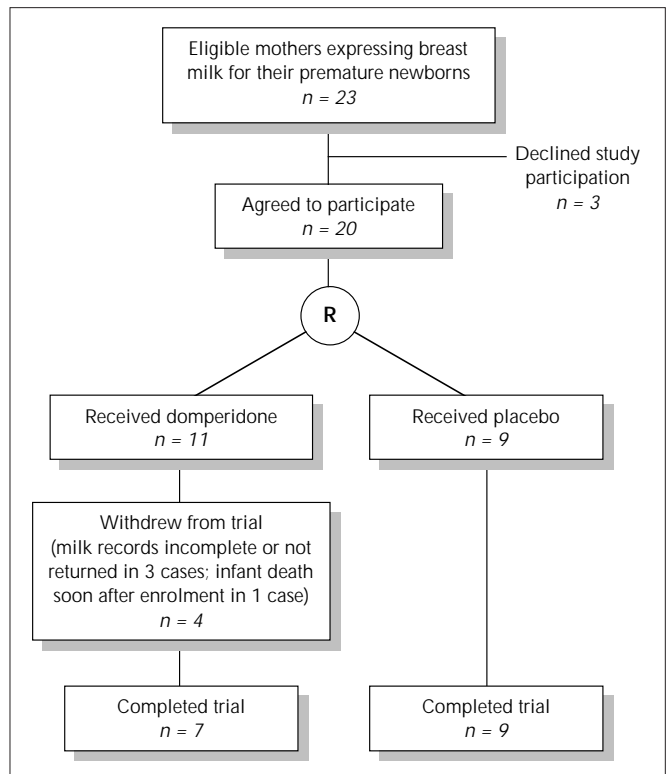 Eligible mothers expressing breast
milk for their premature newborns
n = 23
Declined study
participation
n = 3
Agreed to participate
n = 20
R
Received domperidone
n = 11
Received placebo
n = 9
Withdrew from trial
(milk records incomplete or not
returned in 3 cases; infant death
soon after enrolment in 1 case)
n = 4
Completed trial
n = 7
Completed trial
n = 9